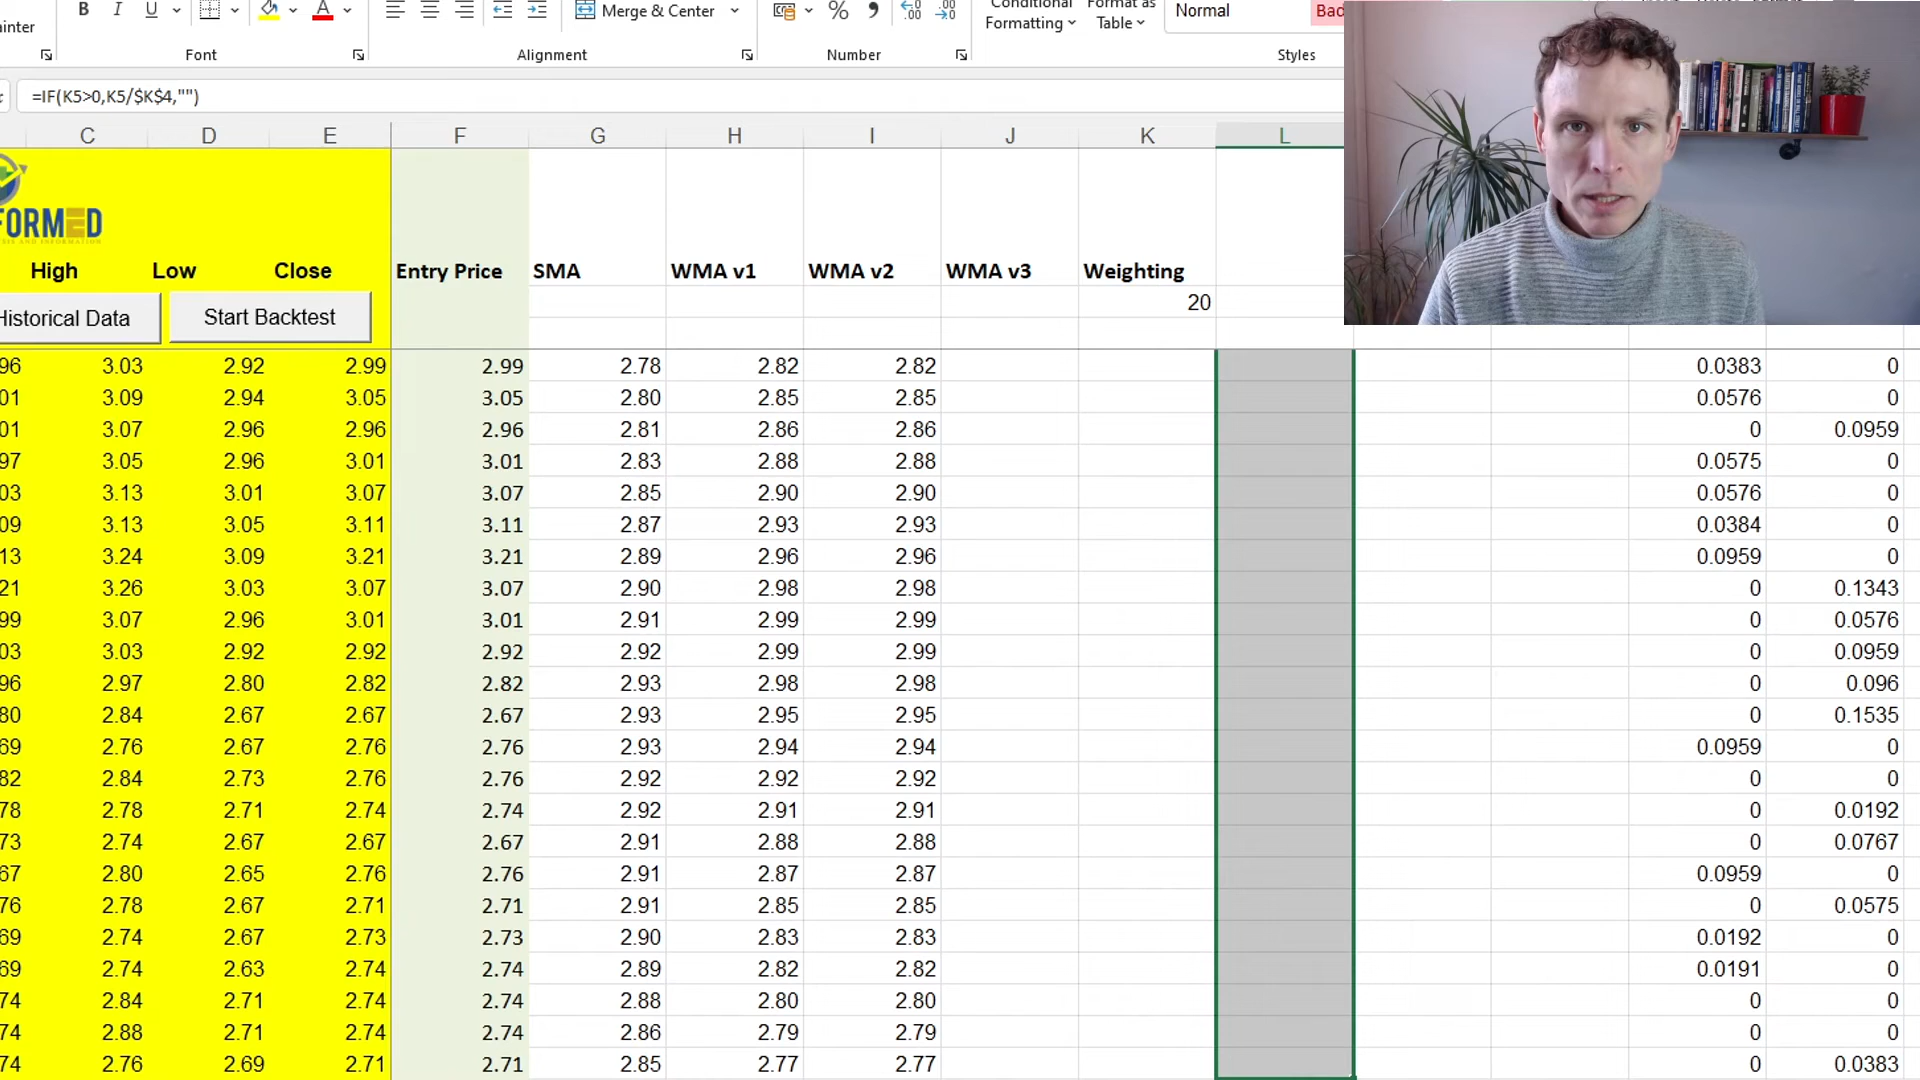 B I U Merge & Center % Conditional Format as Normal Bad
ainter Formatting Table
Font Alignment Number Styles
=IF(K5>0,K5/$K$4,"")
C D E F G H I J K L
FORMED
High Low Close Entry Price SMA WMA v1 WMA v2 WMA v3 Weighting
Historical Data Start Backtest 20
96 3.03 2.92 2.99 2.99 2.78 2.82 2.82 0.0383 0
01 3.09 2.94 3.05 3.05 2.80 2.85 2.85 0.0576 0
01 3.07 2.96 2.96 2.96 2.81 2.86 2.86 0 0.0959
97 3.05 2.96 3.01 3.01 2.83 2.88 2.88 0.0575 0
03 3.13 3.01 3.07 3.07 2.85 2.90 2.90 0.0576 0
09 3.13 3.05 3.11 3.11 2.87 2.93 2.93 0.0384 0
13 3.24 3.09 3.21 3.21 2.89 2.96 2.96 0.0959 0
21 3.26 3.03 3.07 3.07 2.90 2.98 2.98 0 0.1343
99 3.07 2.96 3.01 3.01 2.91 2.99 2.99 0 0.0576
03 3.03 2.92 2.92 2.92 2.92 2.99 2.99 0 0.0959
96 2.97 2.80 2.82 2.82 2.93 2.98 2.98 0 0.096
80 2.84 2.67 2.67 2.67 2.93 2.95 2.95 0 0.1535
69 2.76 2.67 2.76 2.76 2.93 2.94 2.94 0.0959 0
82 2.84 2.73 2.76 2.76 2.92 2.92 2.92 0 0
78 2.78 2.71 2.74 2.74 2.92 2.91 2.91 0 0.0192
73 2.74 2.67 2.67 2.67 2.91 2.88 2.88 0 0.0767
67 2.80 2.65 2.76 2.76 2.91 2.87 2.87 0.0959 0
76 2.78 2.67 2.71 2.71 2.91 2.85 2.85 0 0.0575
69 2.74 2.67 2.73 2.73 2.90 2.83 2.83 0.0192 0
69 2.74 2.63 2.74 2.74 2.89 2.82 2.82 0.0191 0
74 2.84 2.71 2.74 2.74 2.88 2.80 2.80 0 0
74 2.88 2.71 2.74 2.74 2.86 2.79 2.79 0 0
74 2.76 2.69 2.71 2.71 2.85 2.77 2.77 0 0.0383